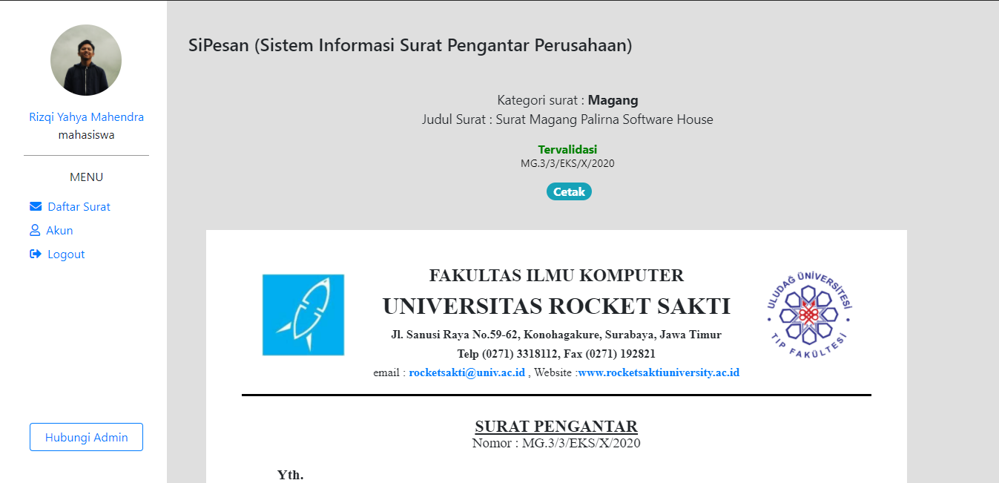 Rizqi Yahya Mahendra
mahasiswa
MENU
Daftar Surat
Akun
Logout
Hubungi Admin
SiPesan (Sistem Informasi Surat Pengantar Perusahaan)
Kategori surat : Magang
Judul Surat : Surat Magang Palirna Software House
Tervalidasi
MG.3/3/EKS/X/2020
Cetak
FAKULTAS ILMU KOMPUTER
UNIVERSITAS ROCKET SAKTI
Jl. Sanusi Raya No.59-62, Konohagakure, Surabaya, Jawa Timur
Telp (0271) 3318112, Fax (0271) 192821
email : rocketsakti@univ.ac.id , Website :www.rocketsaktiuniversity.ac.id
ULUDAĞ ÜNİVERSİTESİ
TIP FAKÜLTESİ
SURAT PENGANTAR
Nomor : MG.3/3/EKS/X/2020
Yth.